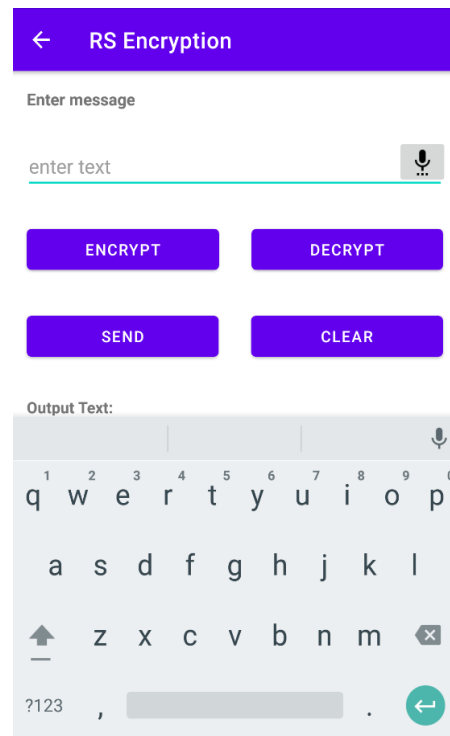 RS Encryption
Enter message
enter text
ENCRYPT DECRYPT
SEND CLEAR
Output Text:
1 2 3 4 5 6 7 8 9 0
q w e r t y u i o p
a s d f g h j k l
z x c v b n m
?123 , .